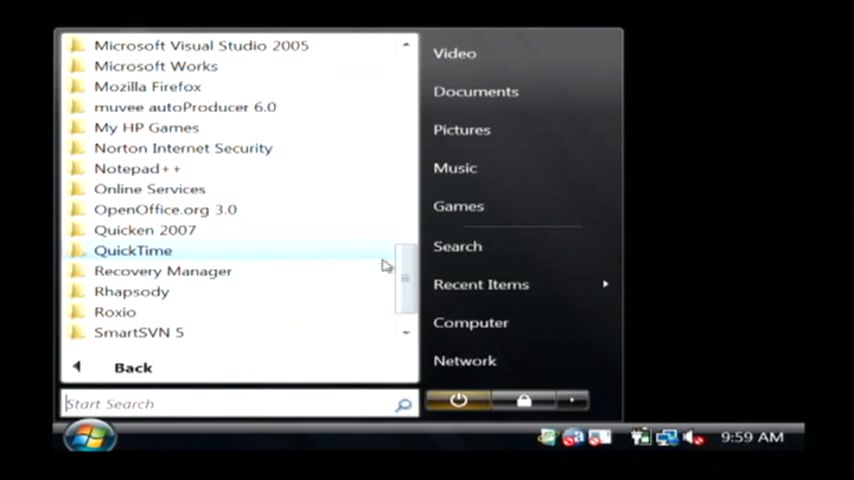 Microsoft Visual Studio 2005
Microsoft Works
Mozilla Firefox
muvee autoProducer 6.0
My HP Games
Norton Internet Security
Notepad++
Online Services
OpenOffice.org 3.0
Quicken 2007
QuickTime
Recovery Manager
Rhapsody
Roxio
SmartSVN 5
Back
Start Search
Video
Documents
Pictures
Music
Games
Search
Recent Items
Computer
Network
9:59 AM